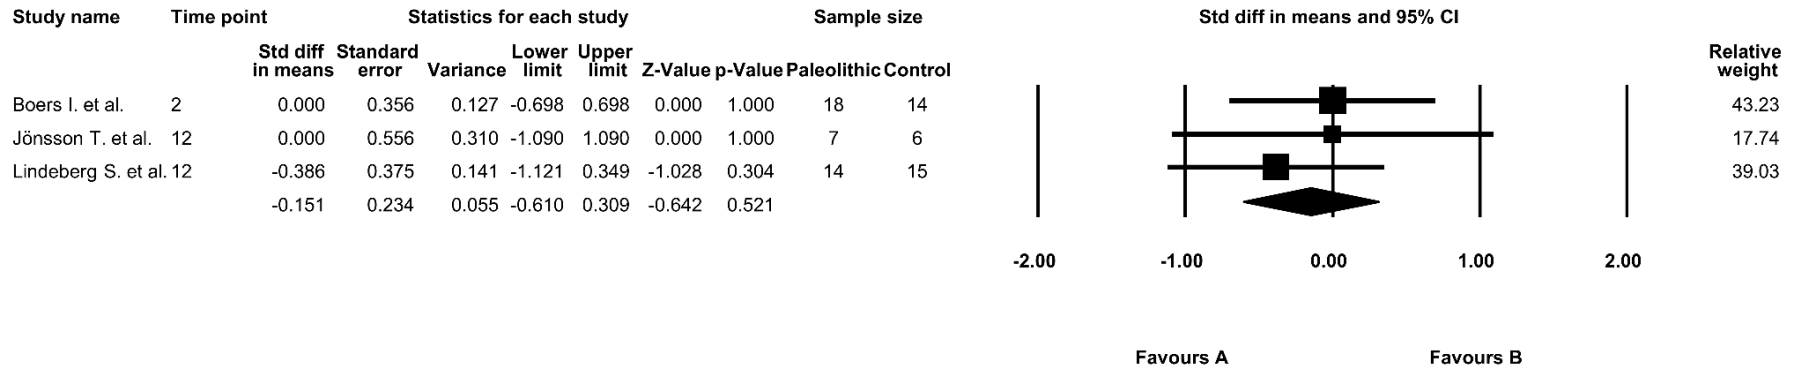 Study name Time point Statistics for each study Sample size Std diff in means and 95% CI
Std diff Standard Lower Upper Relative
in means error Variance limit limit Z-Value p-Value Paleolithic Control weight
Boers I. et al. 2 0.000 0.356 0.127 -0.698 0.698 0.000 1.000 18 14 43.23
Jönsson T. et al. 12 0.000 0.556 0.310 -1.090 1.090 0.000 1.000 7 6 17.74
Lindeberg S. et al. 12 -0.386 0.375 0.141 -1.121 0.349 -1.028 0.304 14 15 39.03
-0.151 0.234 0.055 -0.610 0.309 -0.642 0.521
-2.00 -1.00 0.00 1.00 2.00
Favours A Favours B